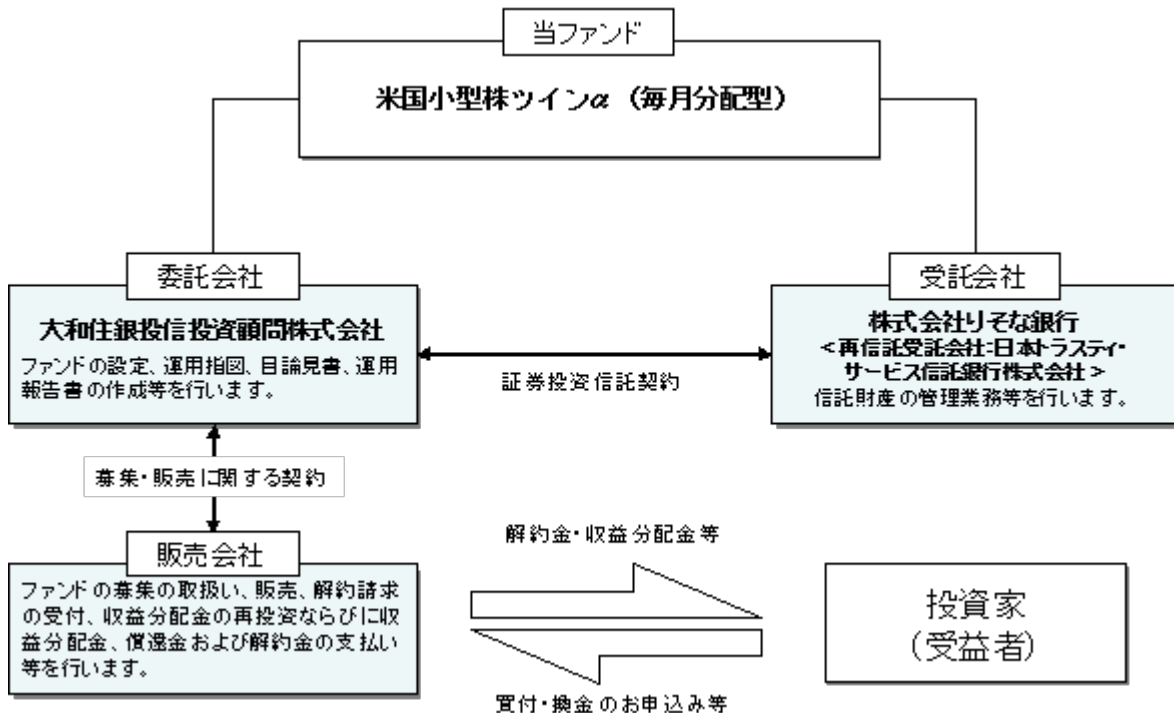 当ファンド
米国小型株ツインα（毎月分配型）
委託会社
大和住銀投信投資顧問株式会社
ファンドの設定、運用指図、目論見書、運用
報告書の作成等を行います。
受託会社
株式会社りそな銀行
＜再信託受託会社:日本トラスティ・
サービス信託銀行株式会社＞
信託財産の管理業務等を行います。
証券投資信託契約
募集・販売に関する契約
販売会社
ファンドの募集の取扱い、販売、解約請求
の受付、収益分配金の再投資ならびに収
益分配金、償還金および解約金の支払い
等を行います。
解約金・収益分配金等
買付・換金のお申込み等
投資家
（受益者）